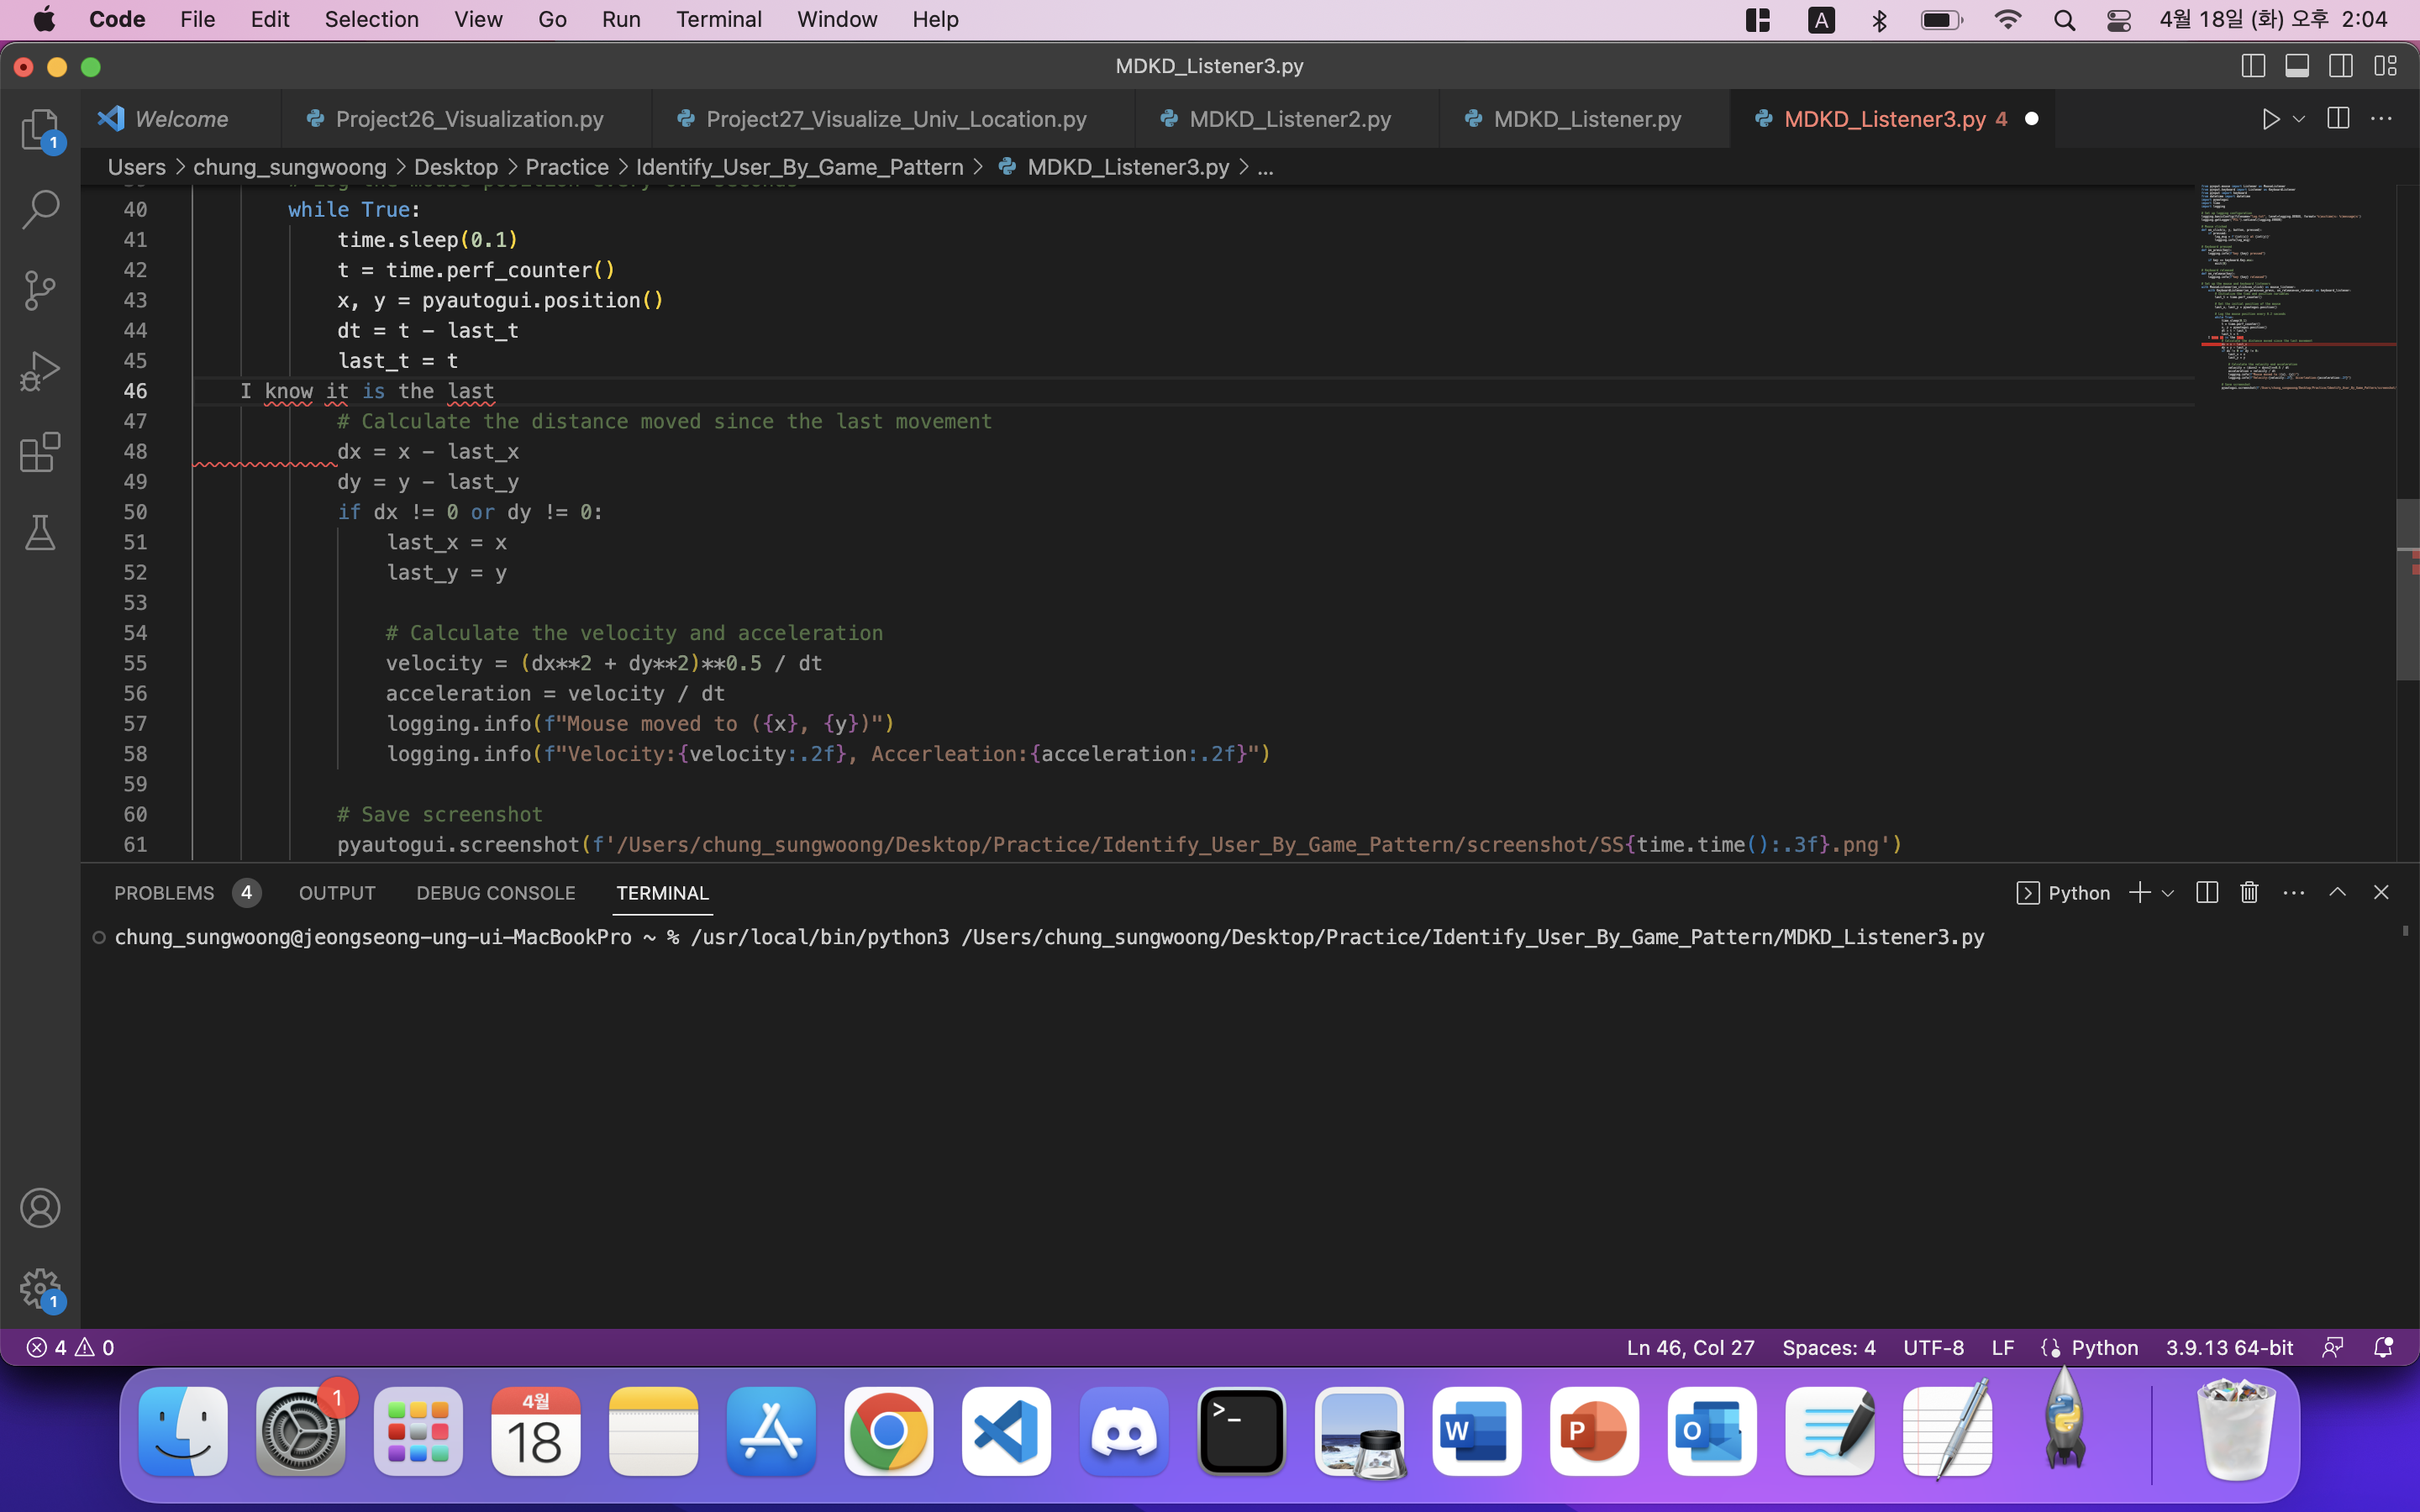 Code File Edit Selection View Go Run Terminal Window Help A 4월 18일 (화) 오후 2:04
MDKD_Listener3.py
Welcome Project26_Visualization.py Project27_Visualize_Univ_Location.py MDKD_Listener2.py MDKD_Listener.py MDKD_Listener3.py 4
1
Users > chung_sungwoong > Desktop > Practice > Identify_User_By_Game_Pattern > MDKD_Listener3.py > ...
40 while True:
41 time.sleep(0.1)
42 t = time.perf_counter()
43 x, y = pyautogui.position()
44 dt = t - last_t
45 last_t = t
46 I know it is the last
47 # Calculate the distance moved since the last movement
48 dx = x - last_x
49 dy = y - last_y
50 if dx != 0 or dy != 0:
51 last_x = x
52 last_y = y
53
54 # Calculate the velocity and acceleration
55 velocity = (dx**2 + dy**2)**0.5 / dt
56 acceleration = velocity / dt
57 logging.info(f"Mouse moved to ({x}, {y})")
58 logging.info(f"Velocity:{velocity:.2f}, Accerleation:{acceleration:.2f}")
59
60 # Save screenshot
61 pyautogui.screenshot(f'/Users/chung_sungwoong/Desktop/Practice/Identify_User_By_Game_Pattern/screenshot/SS{time.time():.3f}.png')
PROBLEMS 4 OUTPUT DEBUG CONSOLE TERMINAL Python
chung_sungwoong@jeongseong-ung-ui-MacBookPro ~ % /usr/local/bin/python3 /Users/chung_sungwoong/Desktop/Practice/Identify_User_By_Game_Pattern/MDKD_Listener3.py
1
4 0 Ln 46, Col 27 Spaces: 4 UTF-8 LF Python 3.9.13 64-bit
1
4월
18
>_
W
P
O